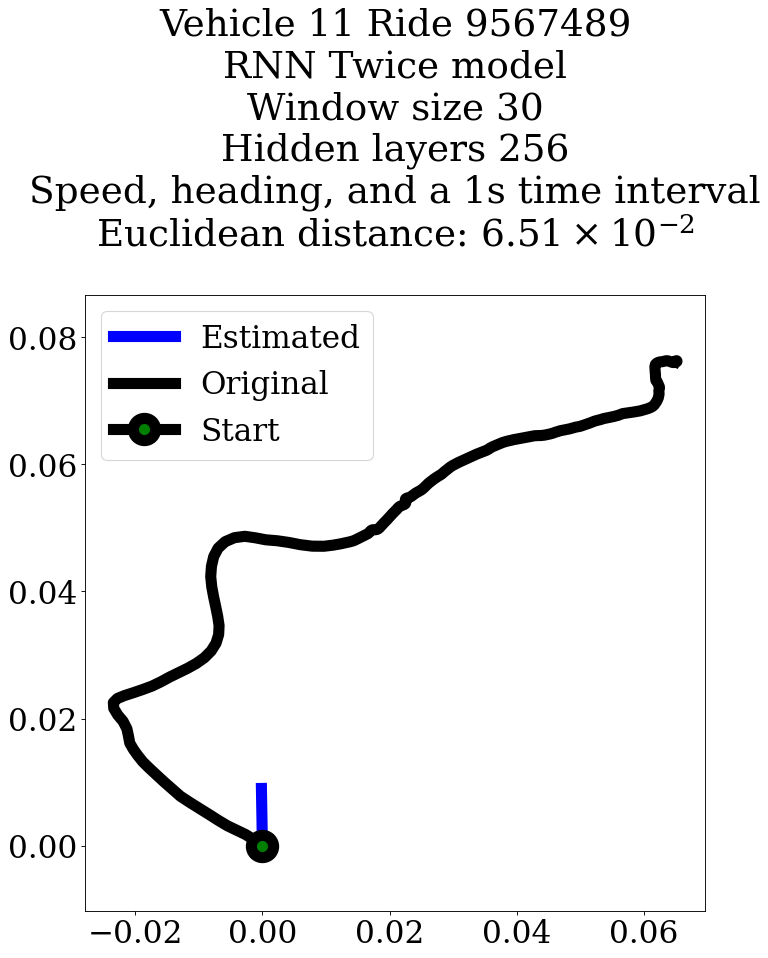 Vehicle 11 Ride 9567489
RNN Twice model
Window size 30
Hidden layers 256
Speed, heading, and a 1s time interval
Euclidean distance: 6.51 × 10⁻²
Estimated
Original
Start
0.08
0.06
0.04
0.02
0.00
−0.02 0.00 0.02 0.04 0.06